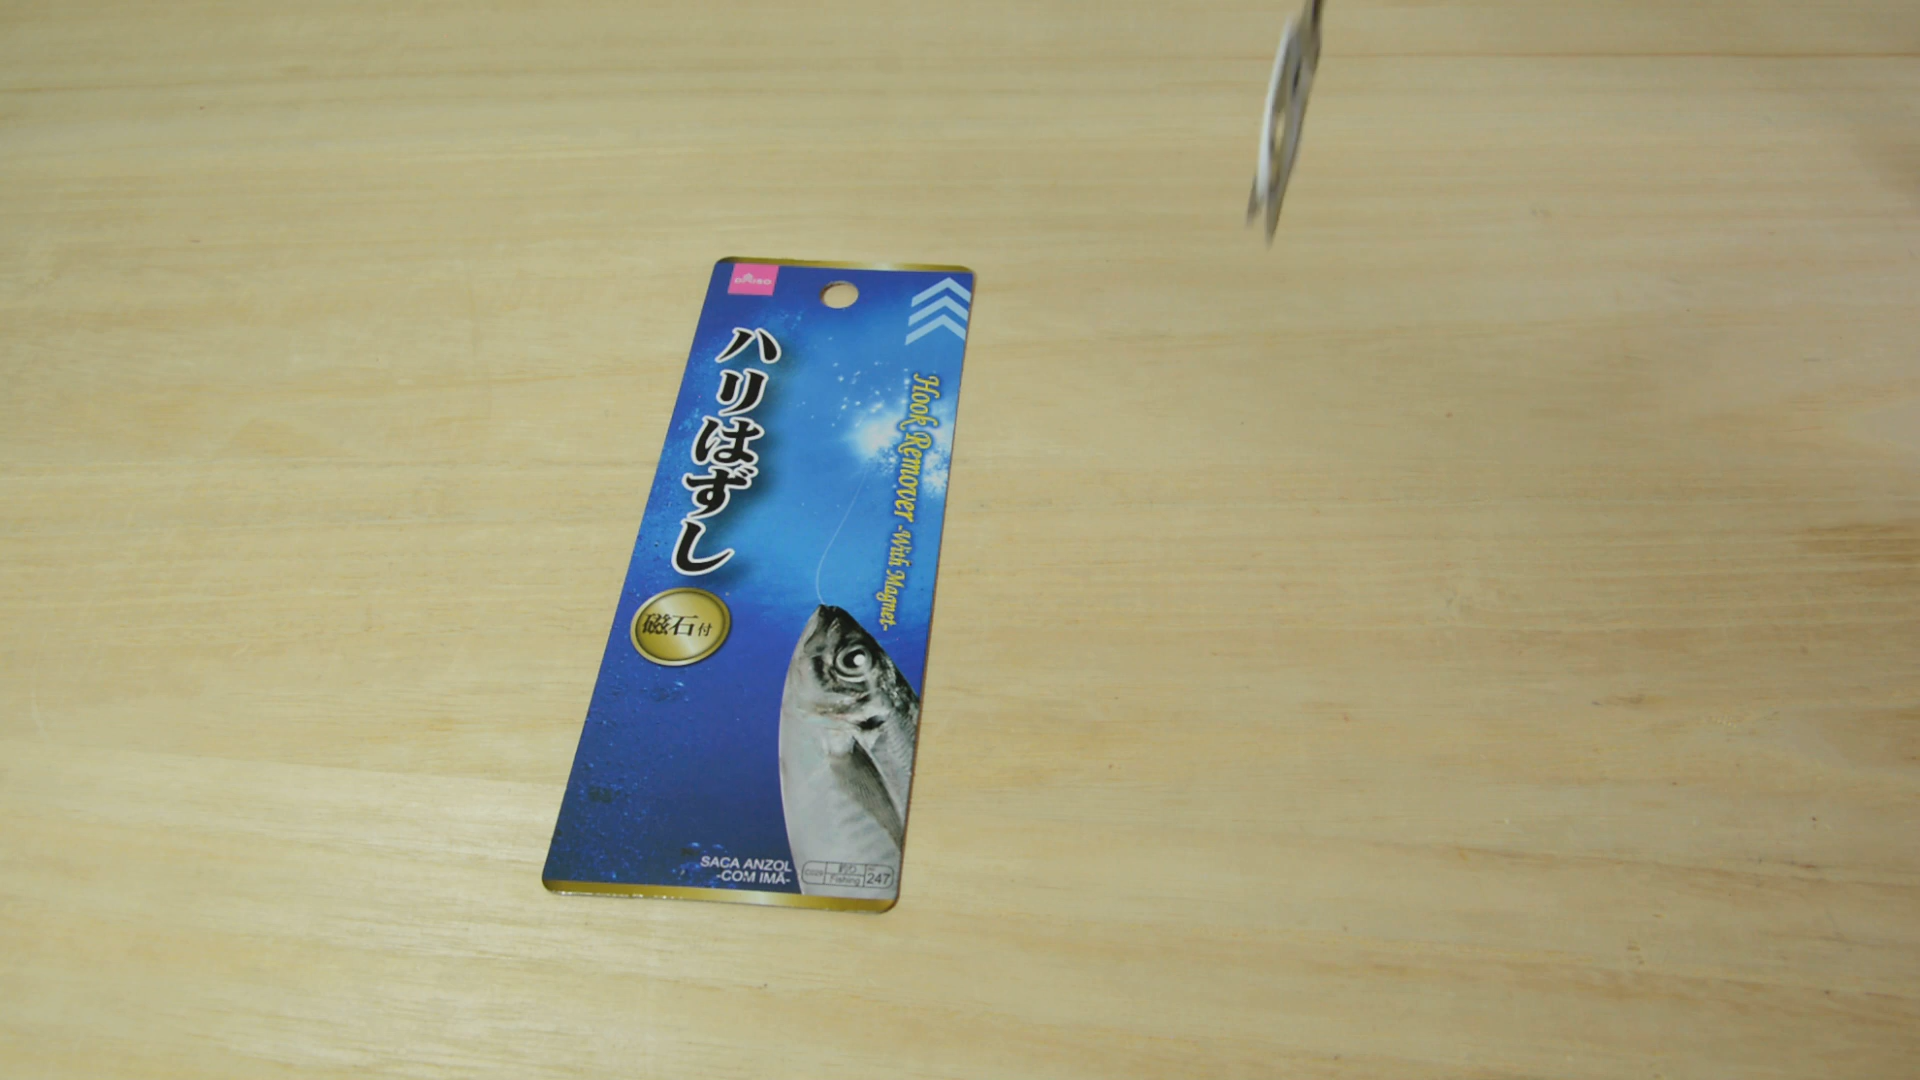 DAISO
ハリはずし
Hook Remover -With Magnet-
磁石付
SACA ANZOL
-COM IMÃ-
釣り
Fishing
247